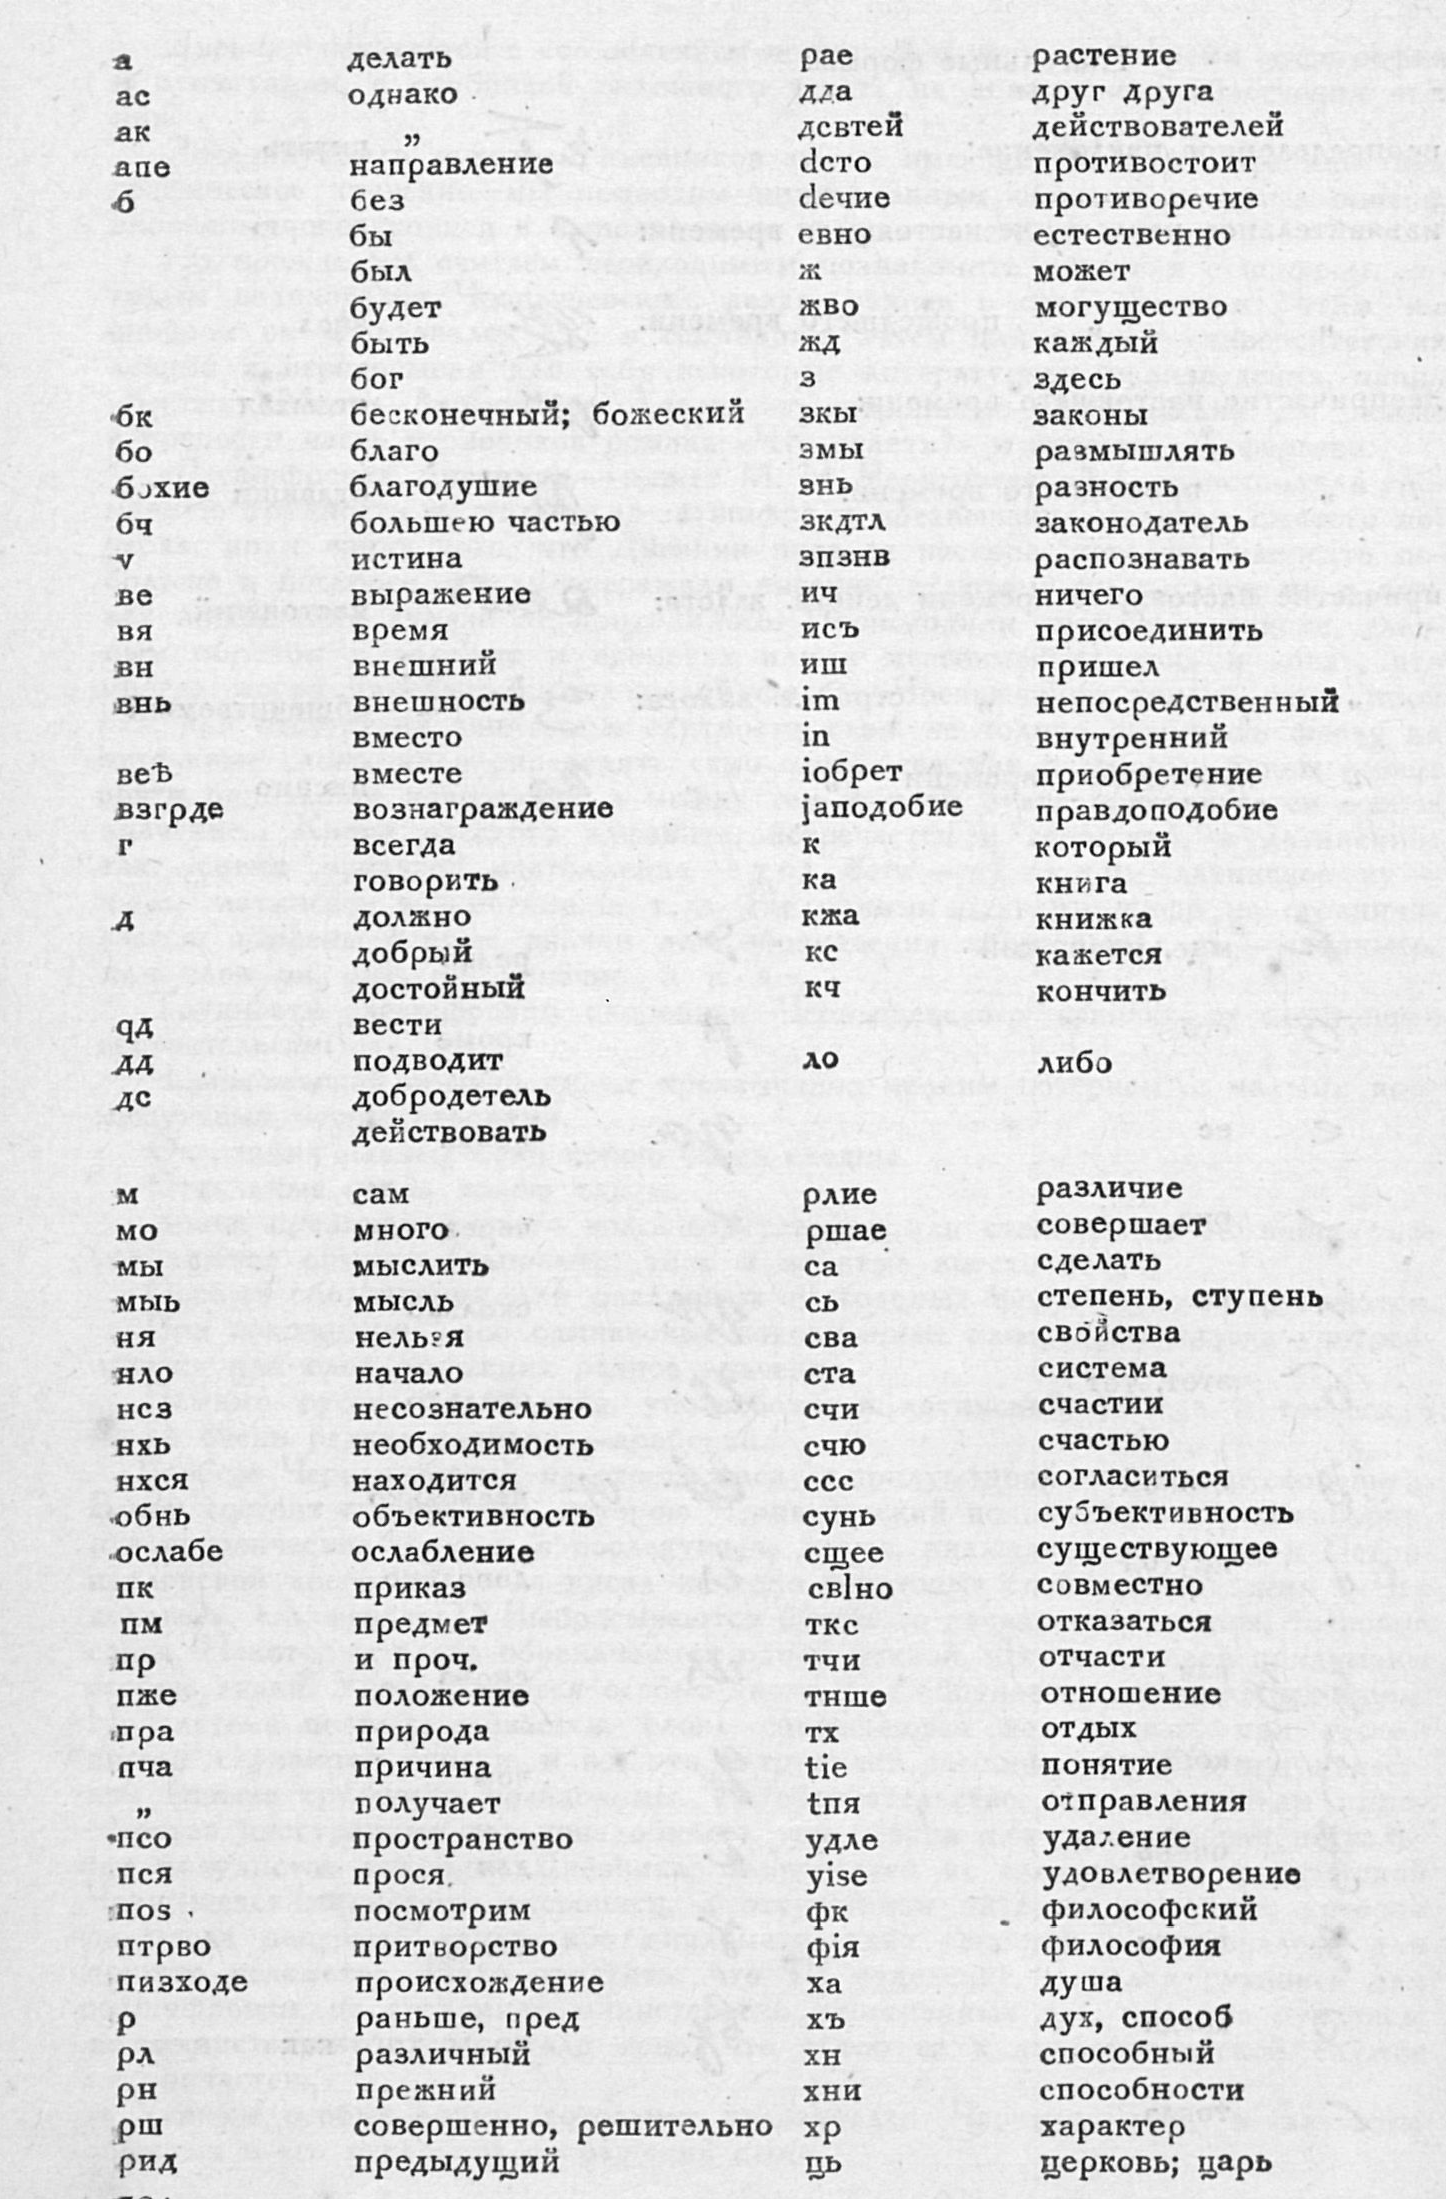 а делать
ас однако
ак „
апе направление
б без
бы
был
будет
быть
бог
бк бесконечный; божеский
бо благо
бохие благодушие
бч большею частью
v истина
ве выражение
вя время
вн внешний
внь внешность
вместо
веѣ вместе
взгрде вознаграждение
г всегда
говорить
д должно
добрый
достойный
qд вести
дд подводит
дс добродетель
действовать
рае растение
дда друг друга
дсвтей действователей
dсто противостоит
dечие противоречие
евно естественно
ж может
жво могущество
жд каждый
з здесь
зкы законы
змы размышлять
знь разность
зкдтл законодатель
зпзнв распознавать
ич ничего
исъ присоединить
иш пришел
im непосредственный
in внутренний
iобрет приобретение
jаподобие правдоподобие
к который
ка книга
кжа книжка
кс кажется
кч кончить
ло либо
м сам
мо много
мы мыслить
мыь мысль
ня нельзя
нло начало
нсз несознательно
нхь необходимость
нхся находится
обнь объективность
ослабе ослабление
пк приказ
пм предмет
пр и проч.
пже положение
пра природа
пча причина
„ получает
псо пространство
пся прося
поs посмотрим
птрво притворство
пизходе происхождение
р раньше, пред
рл различный
рн прежний
рш совершенно, решительно
рид предыдущий
рлие различие
ршае совершает
са сделать
сь степень, ступень
сва свойства
ста система
счи счастии
счю счастью
ссс согласиться
сунь субъективность
сщее существующее
св1но совместно
ткс отказаться
тчи отчасти
тнше отношение
тх отдых
tie понятие
tпя отправления
удле удаление
уise удовлетворение
фк философский
фія философия
ха душа
хъ дух, способ
хн способный
хни способности
хр характер
ць церковь; царь